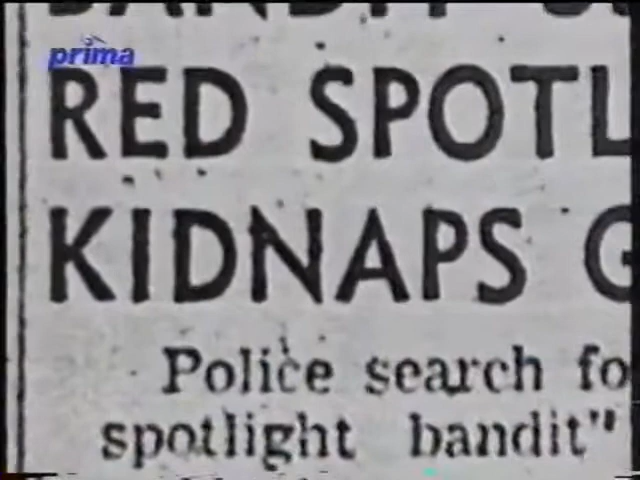 prima
RED SPOTL
KIDNAPS G
Police search fo
spotlight bandit"